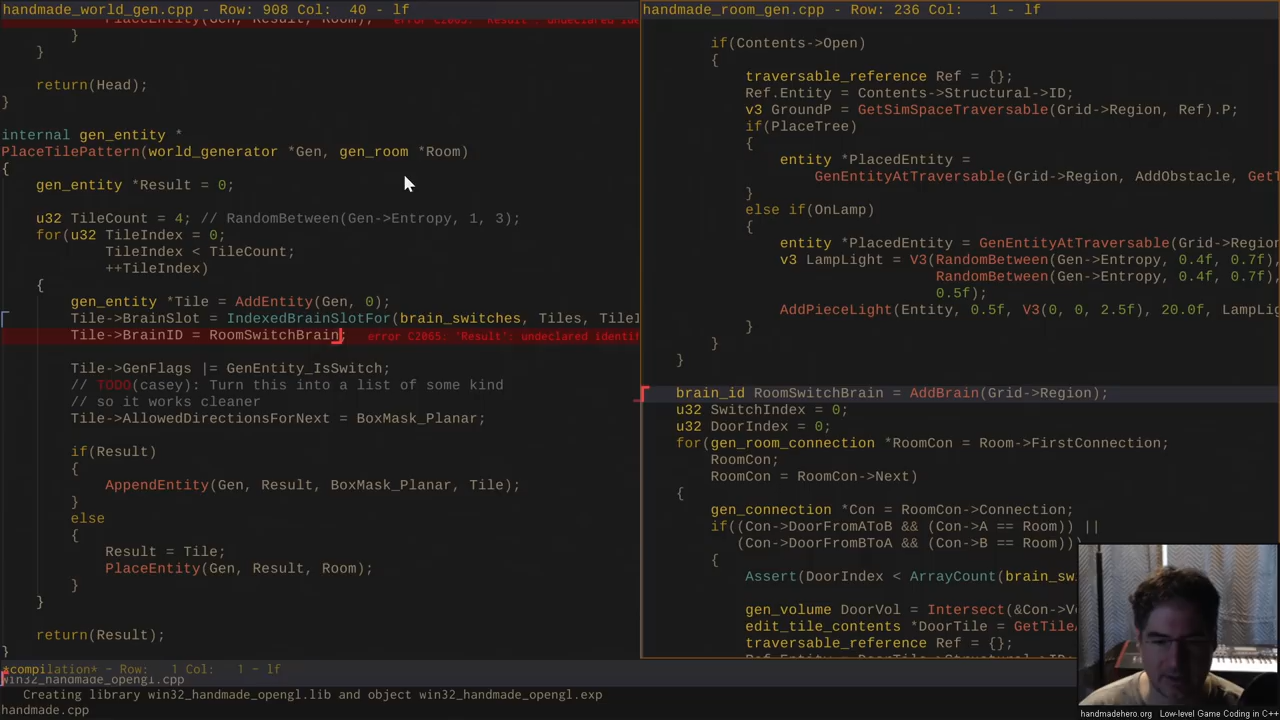 handmade_world_gen.cpp - Row: 908 Col:  40 - lf
PlaceEntity(Gen, Result, Room); error C2065: 'Result': undeclared ide
}
}
return(Head);
}
internal gen_entity *
PlaceTilePattern(world_generator *Gen, gen_room *Room)
{
gen_entity *Result = 0;
u32 TileCount = 4; // RandomBetween(Gen->Entropy, 1, 3);
for(u32 TileIndex = 0;
TileIndex < TileCount;
++TileIndex)
{
gen_entity *Tile = AddEntity(Gen, 0);
Tile->BrainSlot = IndexedBrainSlotFor(brain_switches, Tiles, TileI
Tile->BrainID = RoomSwitchBrain; error C2065: 'Result': undeclared identif
Tile->GenFlags |= GenEntity_IsSwitch;
// TODO(casey): Turn this into a list of some kind
// so it works cleaner
Tile->AllowedDirectionsForNext = BoxMask_Planar;
if(Result)
{
AppendEntity(Gen, Result, BoxMask_Planar, Tile);
}
else
{
Result = Tile;
PlaceEntity(Gen, Result, Room);
}
}
return(Result);
}
handmade_room_gen.cpp - Row: 236 Col:   1 - lf
if(Contents->Open)
{
traversable_reference Ref = {};
Ref.Entity = Contents->Structural->ID;
v3 GroundP = GetSimSpaceTraversable(Grid->Region, Ref).P;
if(PlaceTree)
{
entity *PlacedEntity =
GenEntityAtTraversable(Grid->Region, AddObstacle, GetT
}
else if(OnLamp)
{
entity *PlacedEntity = GenEntityAtTraversable(Grid->Region
v3 LampLight = V3(RandomBetween(Gen->Entropy, 0.4f, 0.7f),
RandomBetween(Gen->Entropy, 0.4f, 0.7f),
0.5f);
AddPieceLight(Entity, 0.5f, V3(0, 0, 2.5f), 20.0f, LampLig
}
}
}
brain_id RoomSwitchBrain = AddBrain(Grid->Region);
u32 SwitchIndex = 0;
u32 DoorIndex = 0;
for(gen_room_connection *RoomCon = Room->FirstConnection;
RoomCon;
RoomCon = RoomCon->Next)
{
gen_connection *Con = RoomCon->Connection;
if((Con->DoorFromAToB && (Con->A == Room)) ||
(Con->DoorFromBToA && (Con->B == Room)))
{
Assert(DoorIndex < ArrayCount(brain_sw
gen_volume DoorVol = Intersect(&Con->Vo
edit_tile_contents *DoorTile = GetTileA
traversable_reference Ref = {};
*compilation* - Row:   1 Col:   1 - lf
win32_handmade_opengl.cpp
Creating library win32_handmade_opengl.lib and object win32_handmade_opengl.exp
handmade.cpp
handmadehero.org - Low-level Game Coding in C++